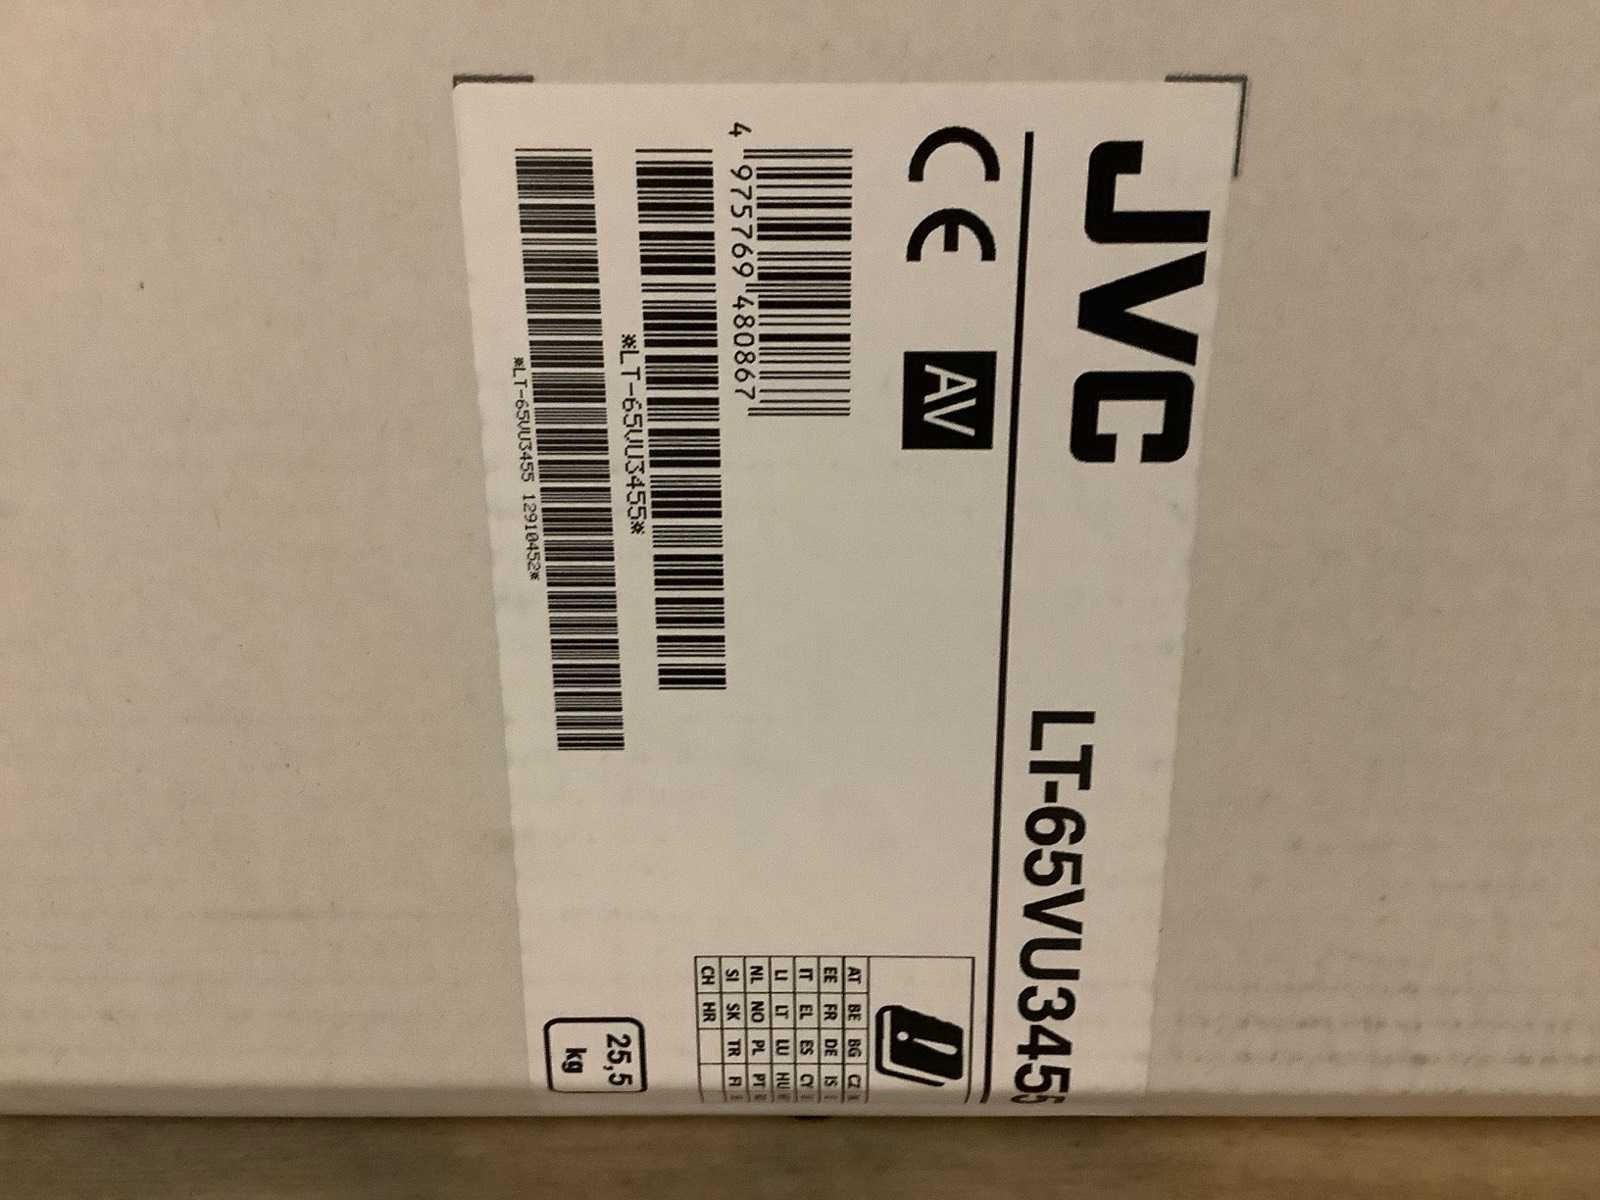 JVC
LT-65VU3455
CE
AV
4 975769 480867
*LT-65VU3455*
*LT-65VU3455 12910452*
AT BE BG CZ
EE FR DE IS
IT EL ES CY
LI LT LU HU
NL NO PL PT
SI SK TR FI
CH HR
25,5
kg